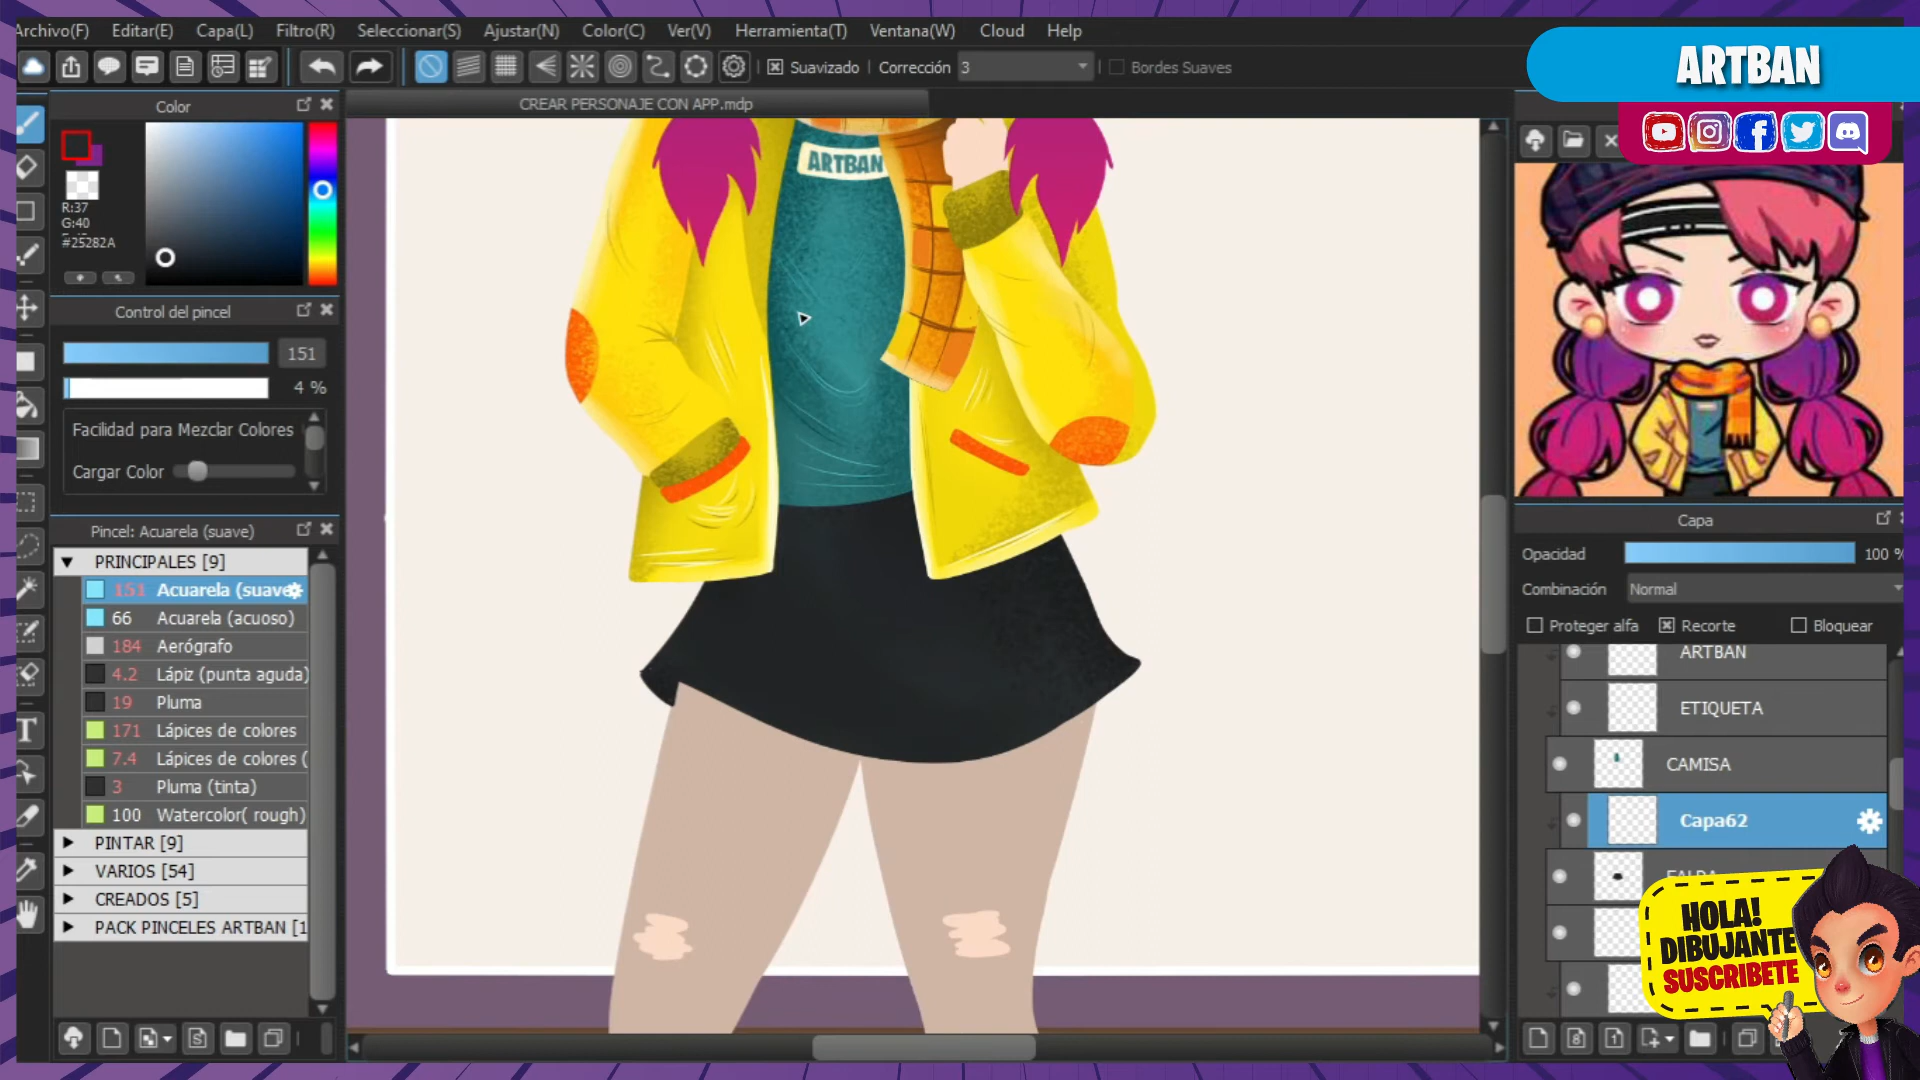 Archivo(F) Editar(E) Capa(L) Filtro(R) Seleccionar(S) Ajustar(N) Color(C) Ver(V) Herramienta(T) Ventana(W) Cloud Help
Suavizado Corrección 3 Bordes Suaves
ARTBAN
Color
CREAR PERSONAJE CON APP.mdp
R:37
G:40
#25282A
Control del pincel
151
4 %
Facilidad para Mezclar Colores
Cargar Color
Pincel: Acuarela (suave)
PRINCIPALES [9]
151 Acuarela (suave
66 Acuarela (acuoso)
184 Aerógrafo
4.2 Lápiz (punta aguda)
19 Pluma
171 Lápices de colores
7.4 Lápices de colores (
3 Pluma (tinta)
100 Watercolor( rough)
PINTAR [9]
VARIOS [54]
CREADOS [5]
PACK PINCELES ARTBAN [1
ARTBAN
Capa
Opacidad 100 %
Combinación Normal
Proteger alfa Recorte Bloquear
ARTBAN
ETIQUETA
CAMISA
Capa62
HOLA!
DIBUJANTE
SUSCRIBETE